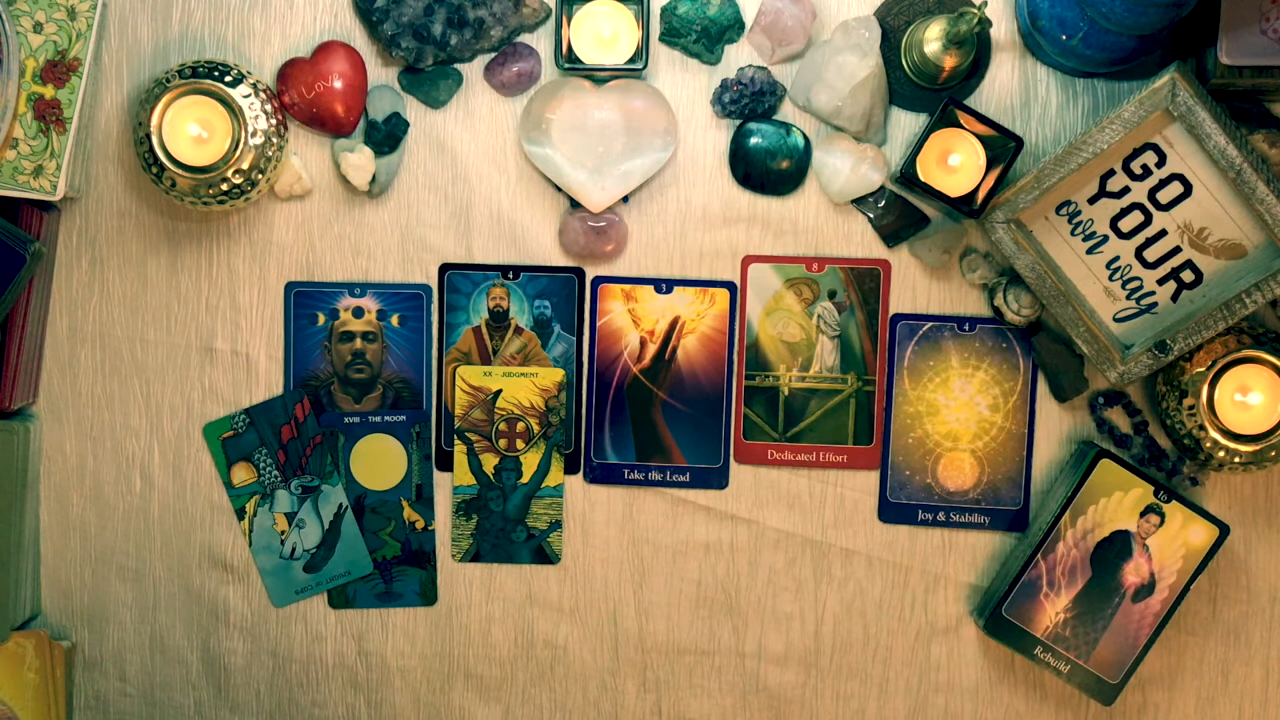 Love
GO
YOUR
own way
9
4
3
8
4
XX - JUDGMENT
XVIII - THE MOON
KNIGHT OF CUPS
Take the Lead
Dedicated Effort
Joy & Stability
16
Rebuild